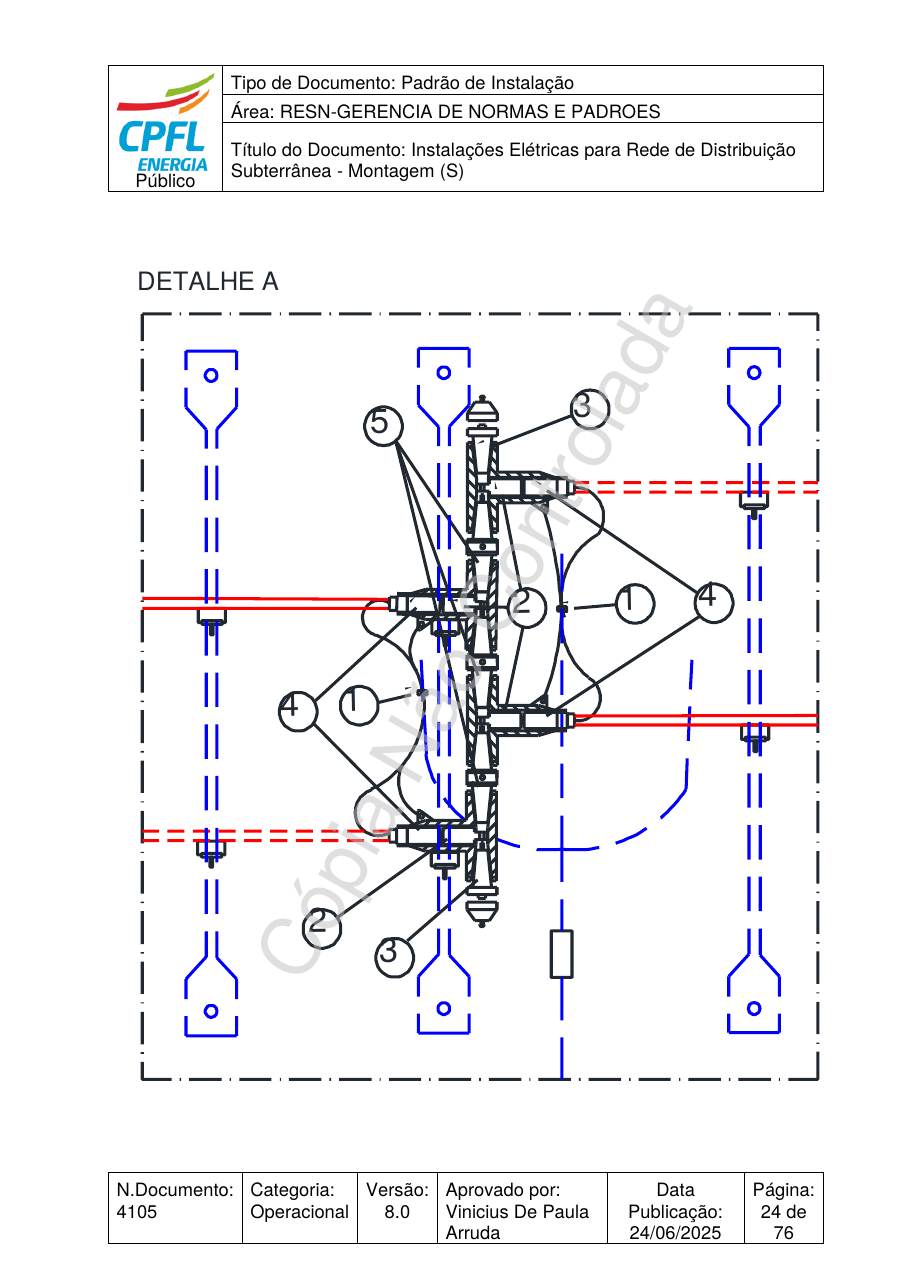 CPFL
ENERGIA
Público
Tipo de Documento: Padrão de Instalação
Área: RESN-GERENCIA DE NORMAS E PADROES
Título do Documento: Instalações Elétricas para Rede de Distribuição
Subterrânea - Montagem (S)
DETALHE A
3
5
2
1
4
4
1
2
3
Cópia Não Controlada
N.Documento:
4105
Categoria:
Operacional
Versão:
8.0
Aprovado por:
Vinicius De Paula
Arruda
Data
Publicação:
24/06/2025
Página:
24 de
76